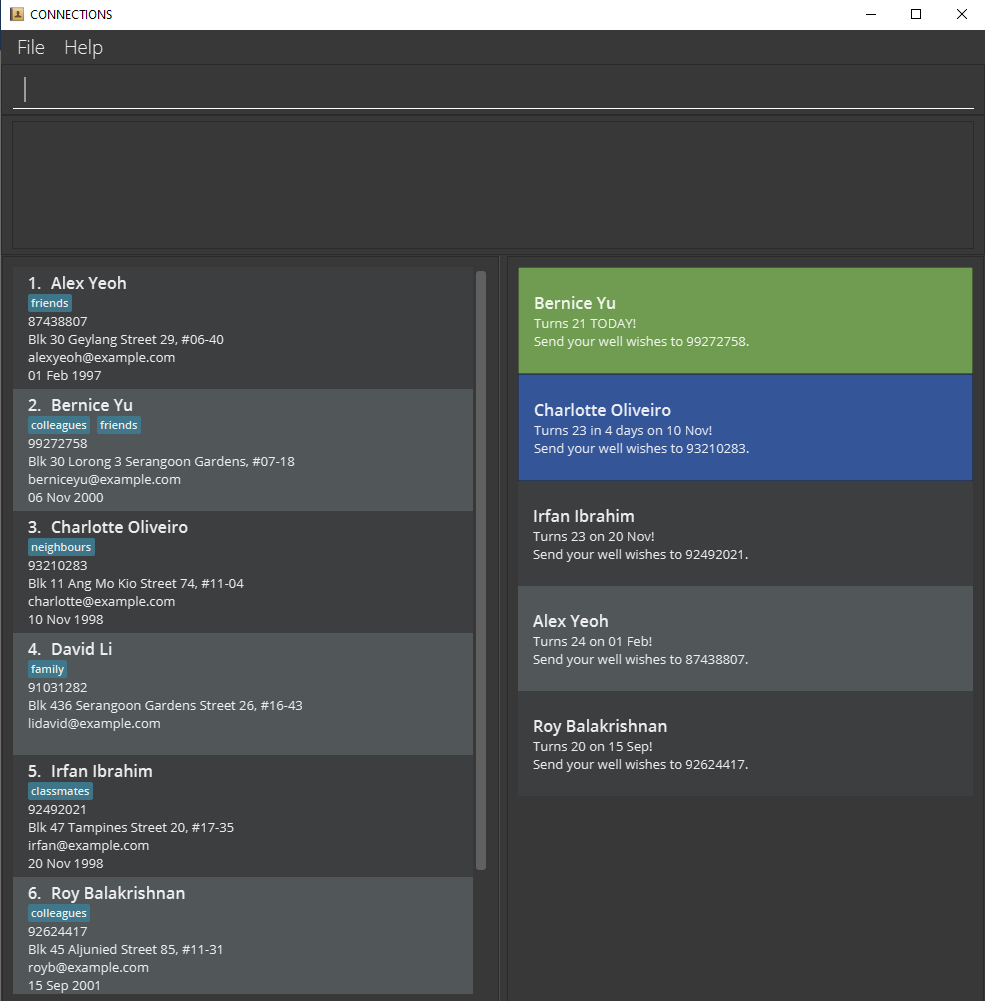 CONNECTIONS
File Help
1. Alex Yeoh
friends
87438807
Blk 30 Geylang Street 29, #06-40
alexyeoh@example.com
01 Feb 1997
2. Bernice Yu
colleagues friends
99272758
Blk 30 Lorong 3 Serangoon Gardens, #07-18
berniceyu@example.com
06 Nov 2000
3. Charlotte Oliveiro
neighbours
93210283
Blk 11 Ang Mo Kio Street 74, #11-04
charlotte@example.com
10 Nov 1998
4. David Li
family
91031282
Blk 436 Serangoon Gardens Street 26, #16-43
lidavid@example.com
5. Irfan Ibrahim
classmates
92492021
Blk 47 Tampines Street 20, #17-35
irfan@example.com
20 Nov 1998
6. Roy Balakrishnan
colleagues
92624417
Blk 45 Aljunied Street 85, #11-31
royb@example.com
15 Sep 2001
Bernice Yu
Turns 21 TODAY!
Send your well wishes to 99272758.
Charlotte Oliveiro
Turns 23 in 4 days on 10 Nov!
Send your well wishes to 93210283.
Irfan Ibrahim
Turns 23 on 20 Nov!
Send your well wishes to 92492021.
Alex Yeoh
Turns 24 on 01 Feb!
Send your well wishes to 87438807.
Roy Balakrishnan
Turns 20 on 15 Sep!
Send your well wishes to 92624417.